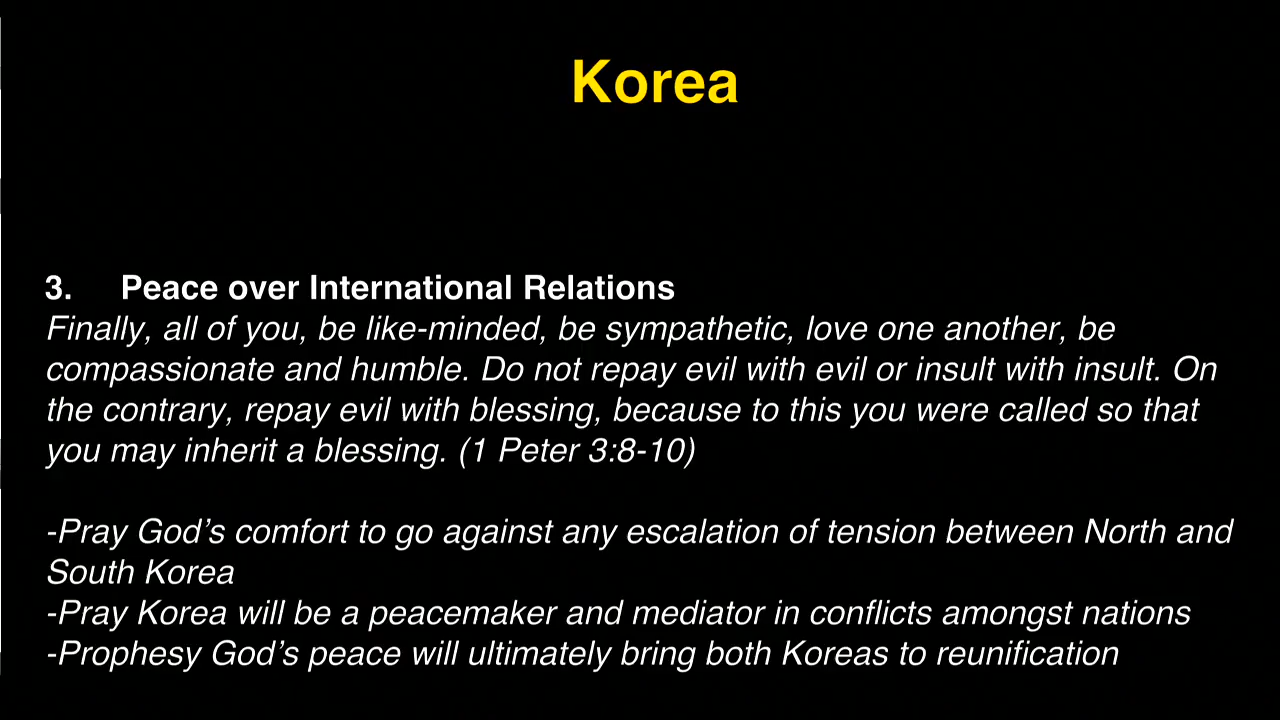 Korea
3. Peace over International Relations
Finally, all of you, be like-minded, be sympathetic, love one another, be
compassionate and humble. Do not repay evil with evil or insult with insult. On
the contrary, repay evil with blessing, because to this you were called so that
you may inherit a blessing. (1 Peter 3:8-10)
-Pray God’s comfort to go against any escalation of tension between North and
South Korea
-Pray Korea will be a peacemaker and mediator in conflicts amongst nations
-Prophesy God’s peace will ultimately bring both Koreas to reunification